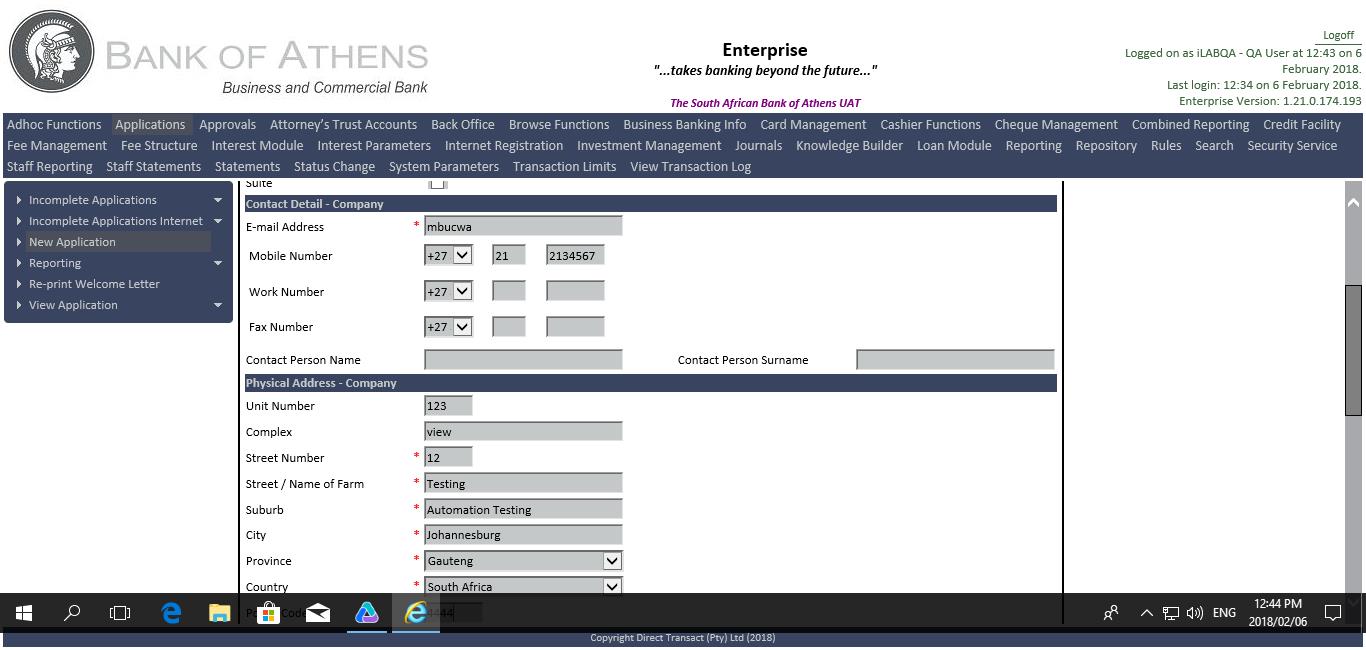 BANK OF ATHENS
Business and Commercial Bank
Enterprise
"...takes banking beyond the future..."
The South African Bank of Athens UAT
Logoff
Logged on as iLABQA - QA User at 12:43 on 6
February 2018.
Last login: 12:34 on 6 February 2018.
Enterprise Version: 1.21.0.174.193
Adhoc Functions Applications Approvals Attorney's Trust Accounts Back Office Browse Functions Business Banking Info Card Management Cashier Functions Cheque Management Combined Reporting Credit Facility
Fee Management Fee Structure Interest Module Interest Parameters Internet Registration Investment Management Journals Knowledge Builder Loan Module Reporting Repository Rules Search Security Service
Staff Reporting Staff Statements Statements Status Change System Parameters Transaction Limits View Transaction Log
Incomplete Applications
Incomplete Applications Internet
New Application
Reporting
Re-print Welcome Letter
View Application
Suite
Contact Detail - Company
E-mail Address * mbucwa
Mobile Number +27 21 2134567
Work Number +27
Fax Number +27
Contact Person Name Contact Person Surname
Physical Address - Company
Unit Number 123
Complex view
Street Number * 12
Street / Name of Farm * Testing
Suburb * Automation Testing
City * Johannesburg
Province * Gauteng
Country * South Africa
Code
ENG
12:44 PM
2018/02/06
Copyright Direct Transact (Pty) Ltd (2018)